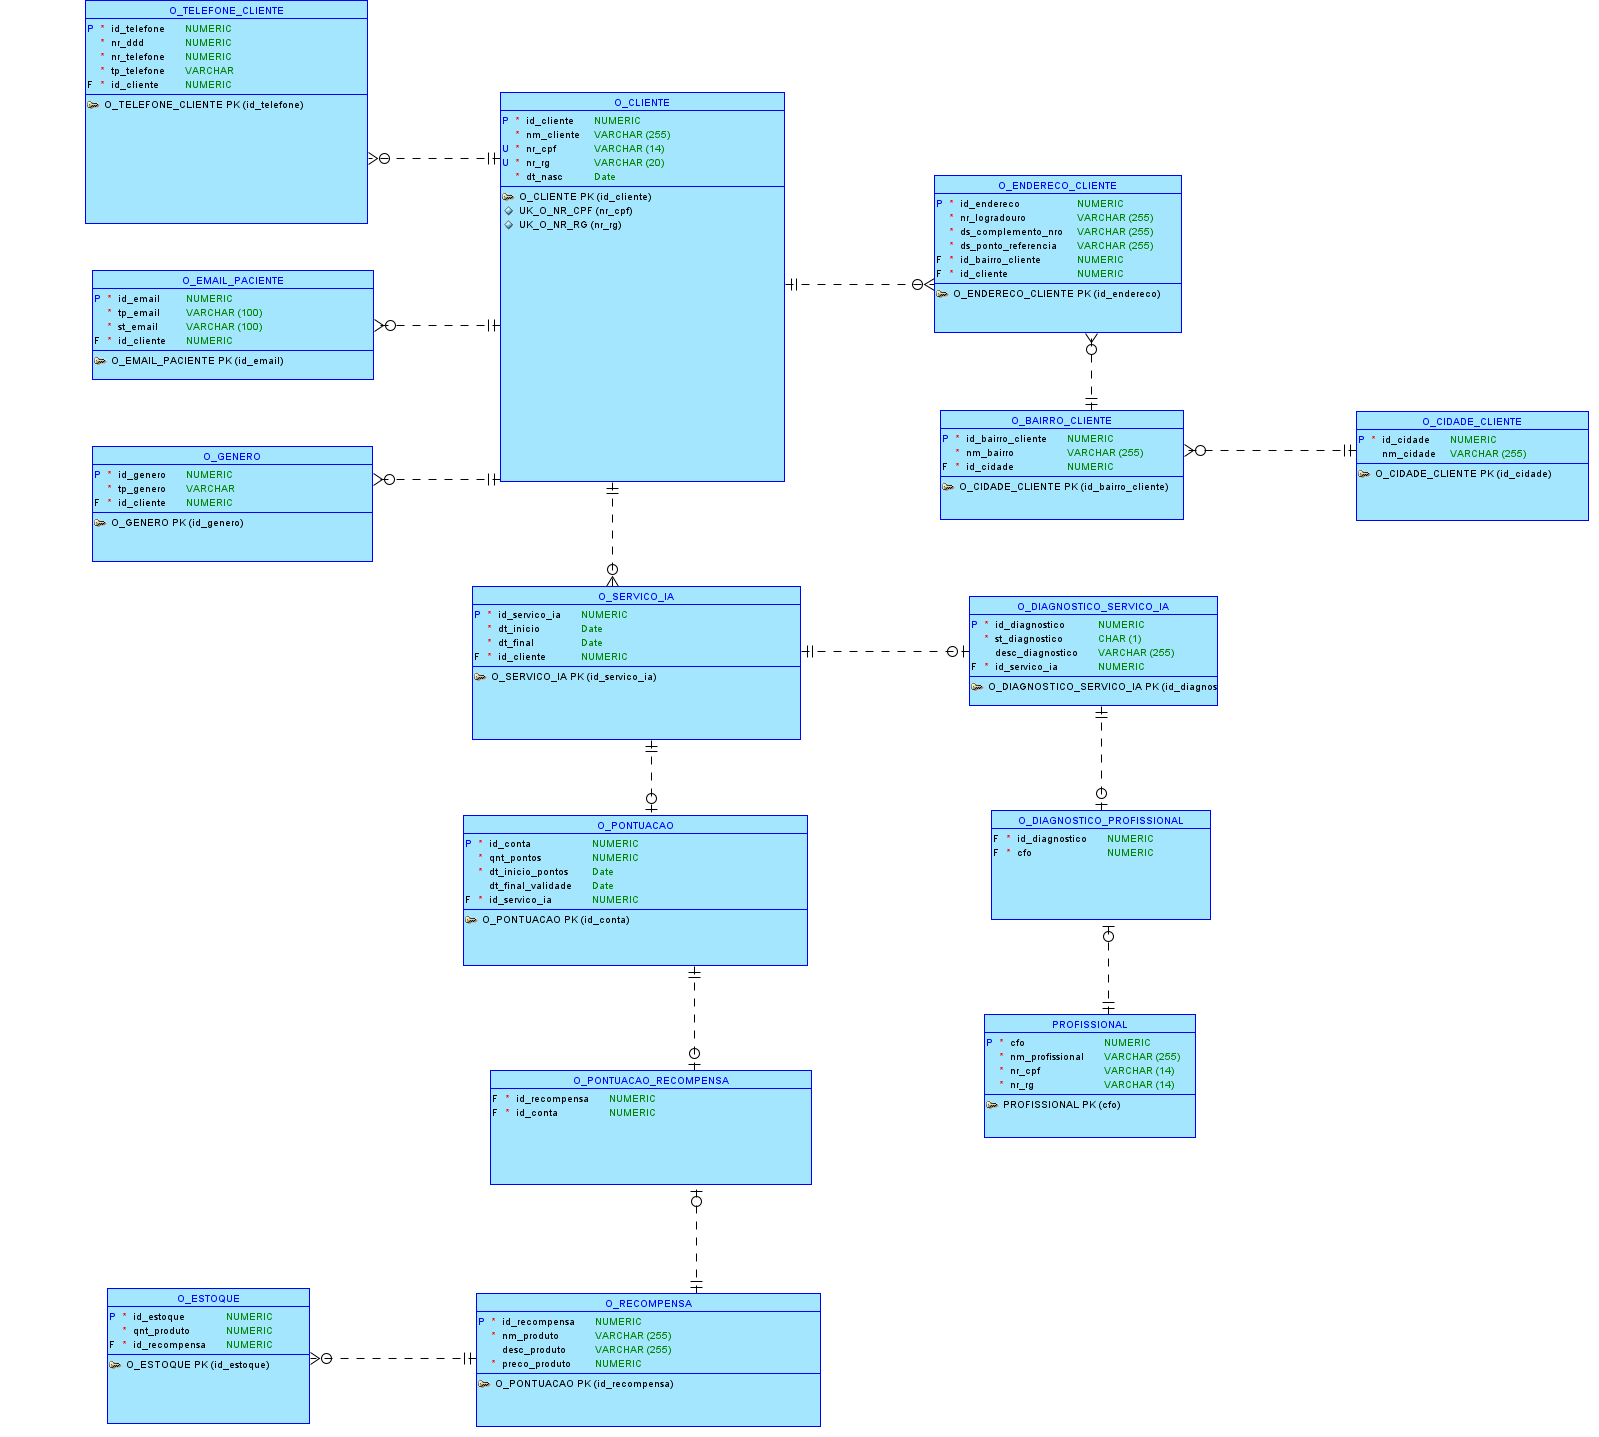 O_TELEFONE_CLIENTE
P * id_telefone NUMERIC
* nr_ddd NUMERIC
* nr_telefone NUMERIC
* tp_telefone VARCHAR
F * id_cliente NUMERIC
O_TELEFONE_CLIENTE PK (id_telefone)
O_CLIENTE
P * id_cliente NUMERIC
* nm_cliente VARCHAR (255)
U * nr_cpf VARCHAR (14)
U * nr_rg VARCHAR (20)
* dt_nasc Date
O_CLIENTE PK (id_cliente)
UK_O_NR_CPF (nr_cpf)
UK_O_NR_RG (nr_rg)
O_ENDERECO_CLIENTE
P * id_endereco NUMERIC
* nr_logradouro VARCHAR (255)
* ds_complemento_nro VARCHAR (255)
* ds_ponto_referencia VARCHAR (255)
F * id_bairro_cliente NUMERIC
F * id_cliente NUMERIC
O_ENDERECO_CLIENTE PK (id_endereco)
O_EMAIL_PACIENTE
P * id_email NUMERIC
* tp_email VARCHAR (100)
* st_email VARCHAR (100)
F * id_cliente NUMERIC
O_EMAIL_PACIENTE PK (id_email)
O_GENERO
P * id_genero NUMERIC
* tp_genero VARCHAR
F * id_cliente NUMERIC
O_GENERO PK (id_genero)
O_BAIRRO_CLIENTE
P * id_bairro_cliente NUMERIC
* nm_bairro VARCHAR (255)
F * id_cidade NUMERIC
O_CIDADE_CLIENTE PK (id_bairro_cliente)
O_CIDADE_CLIENTE
P * id_cidade NUMERIC
nm_cidade VARCHAR (255)
O_CIDADE_CLIENTE PK (id_cidade)
O_SERVICO_IA
P * id_servico_ia NUMERIC
* dt_inicio Date
* dt_final Date
F * id_cliente NUMERIC
O_SERVICO_IA PK (id_servico_ia)
O_DIAGNOSTICO_SERVICO_IA
P * id_diagnostico NUMERIC
* st_diagnostico CHAR (1)
desc_diagnostico VARCHAR (255)
F * id_servico_ia NUMERIC
O_DIAGNOSTICO_SERVICO_IA PK (id_diagnos
O_PONTUACAO
P * id_conta NUMERIC
* qnt_pontos NUMERIC
* dt_inicio_pontos Date
dt_final_validade Date
F * id_servico_ia NUMERIC
O_PONTUACAO PK (id_conta)
O_DIAGNOSTICO_PROFISSIONAL
F * id_diagnostico NUMERIC
F * cfo NUMERIC
PROFISSIONAL
P * cfo NUMERIC
* nm_profissional VARCHAR (255)
* nr_cpf VARCHAR (14)
* nr_rg VARCHAR (14)
PROFISSIONAL PK (cfo)
O_PONTUACAO_RECOMPENSA
F * id_recompensa NUMERIC
F * id_conta NUMERIC
O_ESTOQUE
P * id_estoque NUMERIC
* qnt_produto NUMERIC
F * id_recompensa NUMERIC
O_ESTOQUE PK (id_estoque)
O_RECOMPENSA
P * id_recompensa NUMERIC
* nm_produto VARCHAR (255)
desc_produto VARCHAR (255)
* preco_produto NUMERIC
O_PONTUACAO PK (id_recompensa)